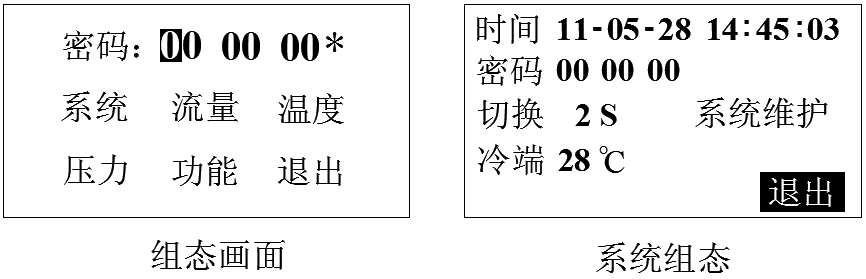 密码：00 00 00*
系统 流量 温度
压力 功能 退出
组态画面
时间 11-05-28 14:45:03
密码 00 00 00
切换 2 S 系统维护
冷端 28℃
退出
系统组态